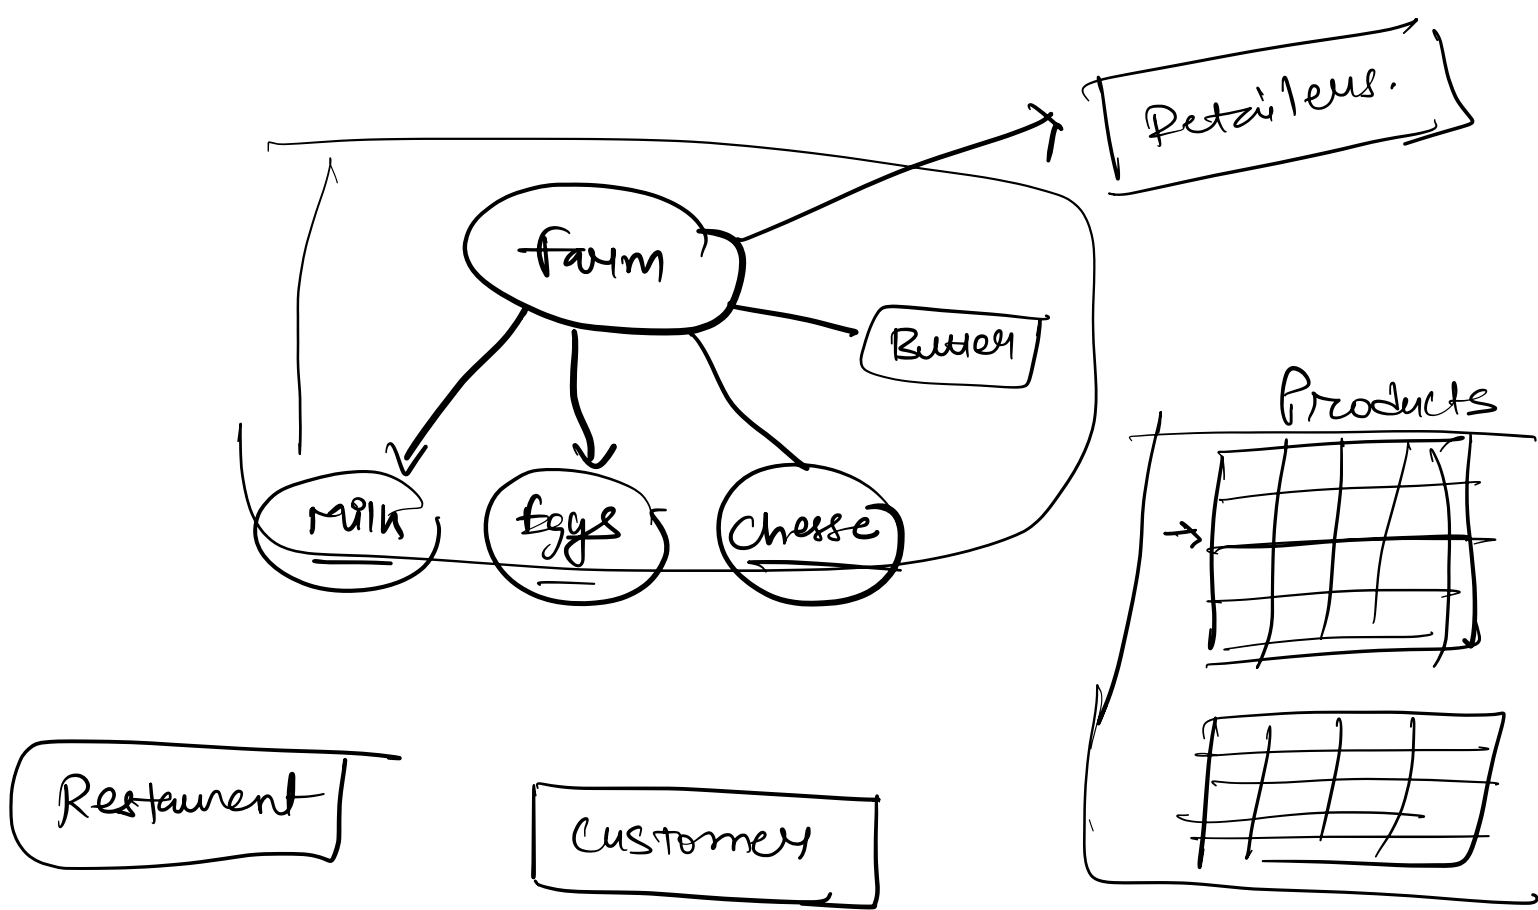 Retailers.
Farm
Butter
Products
Milk
Eggs
Chesse
Restaurent
Customer